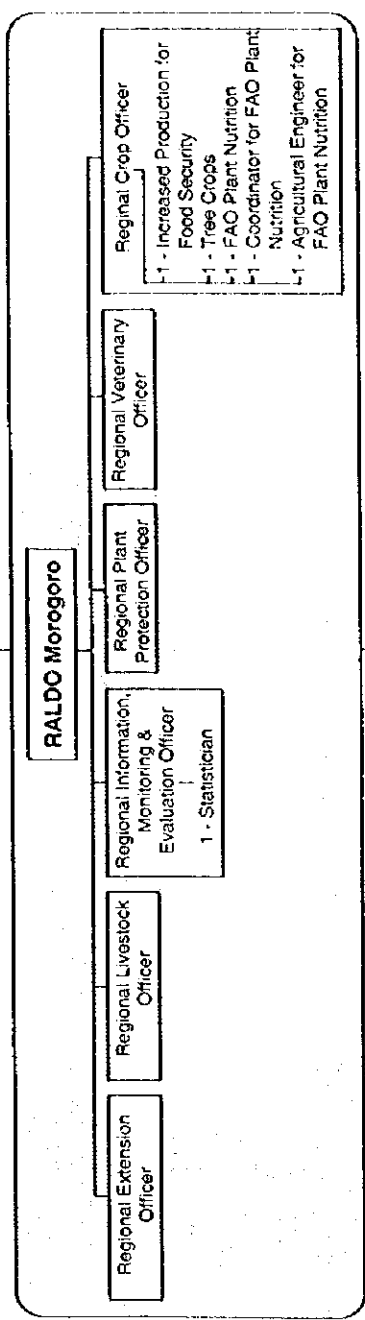 RALDO Morogoro
Regional Extension
Officer
Regional Livestock
Officer
Regional Information,
Monitoring &
Evaluation Officer
1 - Statistician
Regional Plant
Protection Officer
Regional Veterinary
Officer
Reginal Crop Officer
1 - Increased Production for
Food Security
1 - Tree Crops
1 - FAO Plant Nutrition
1 - Coordinator for FAO Plant
Nutrition
1 - Agricultural Engineer for
FAO Plant Nutrition